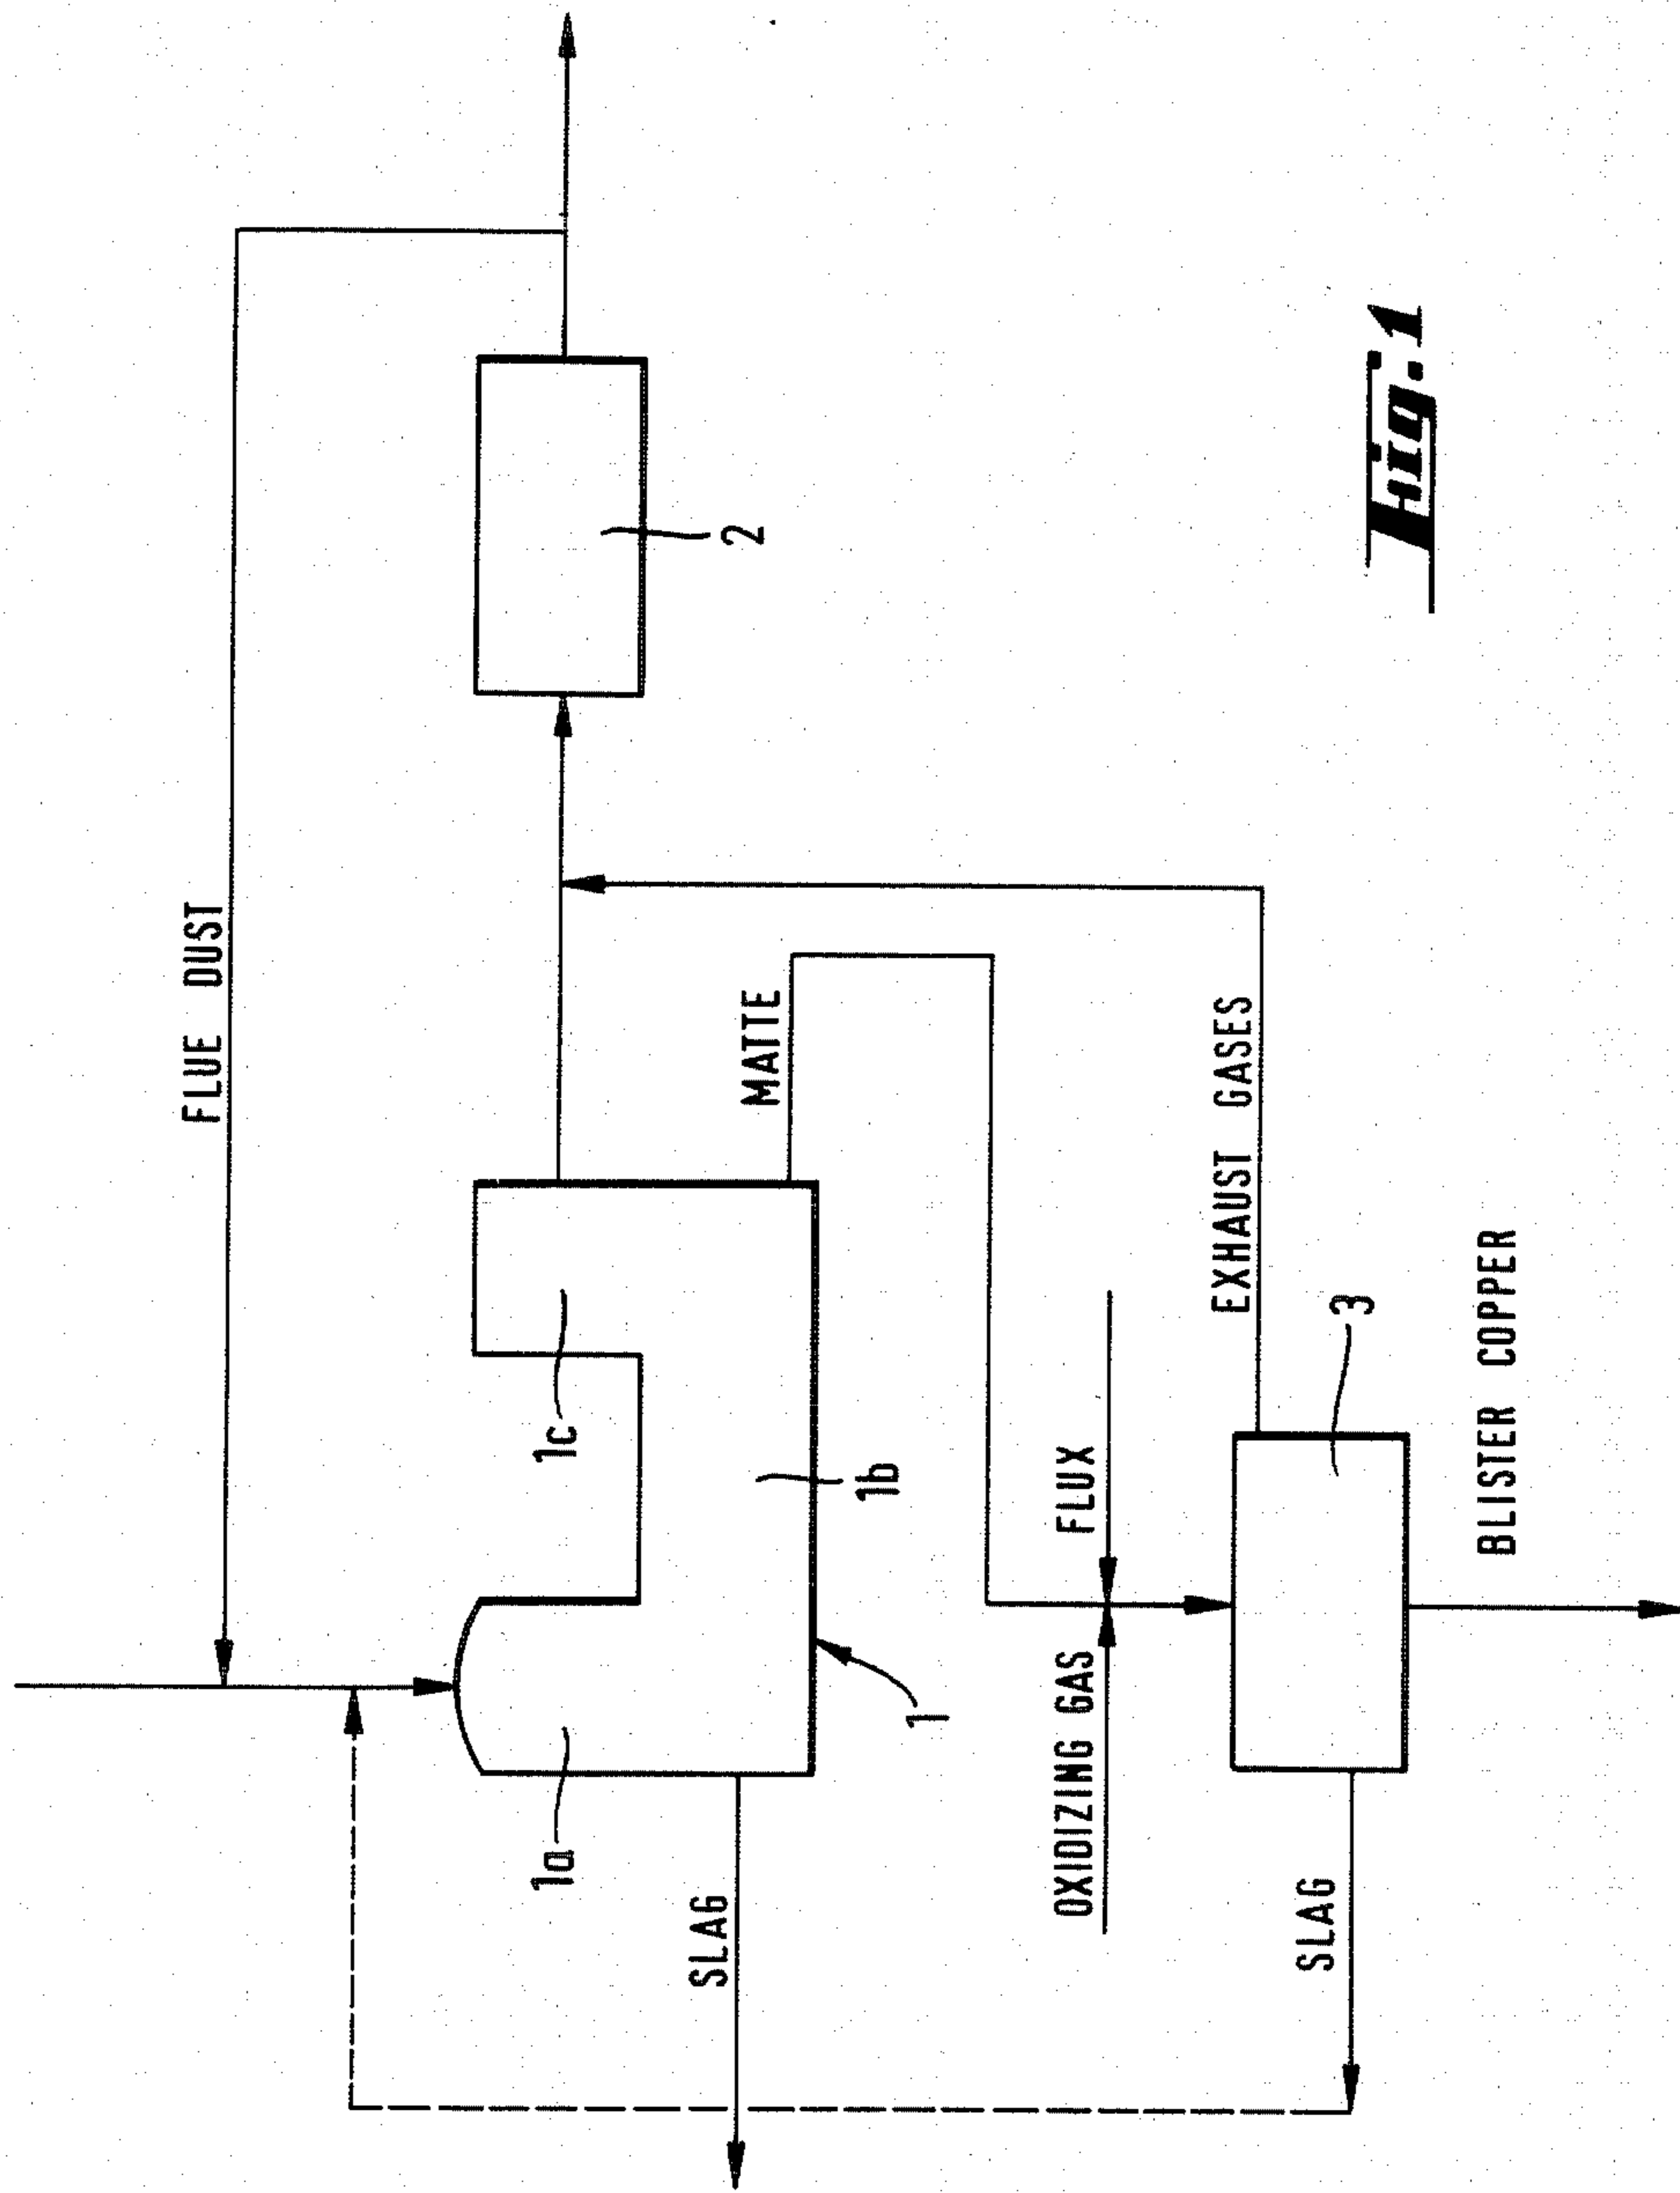 FLUE DUST
2
1c
MATTE
1a
1b
SLAG
1
FLUX
OXIDIZING GAS
EXHAUST GASES
3
SLAG
BLISTER COPPER
Fig. 1